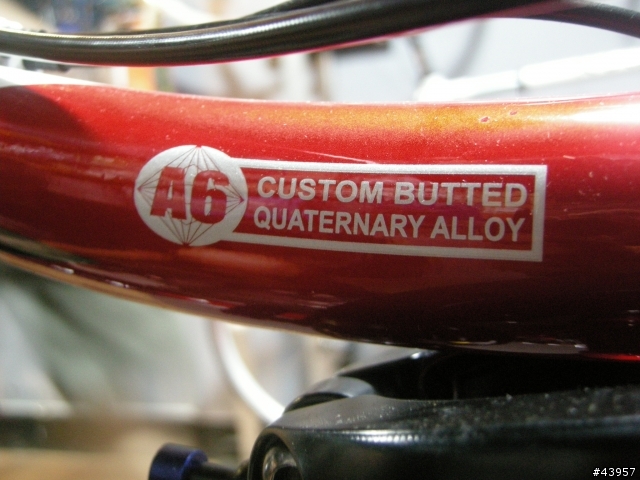 A6
CUSTOM BUTTED
QUATERNARY ALLOY
#43957